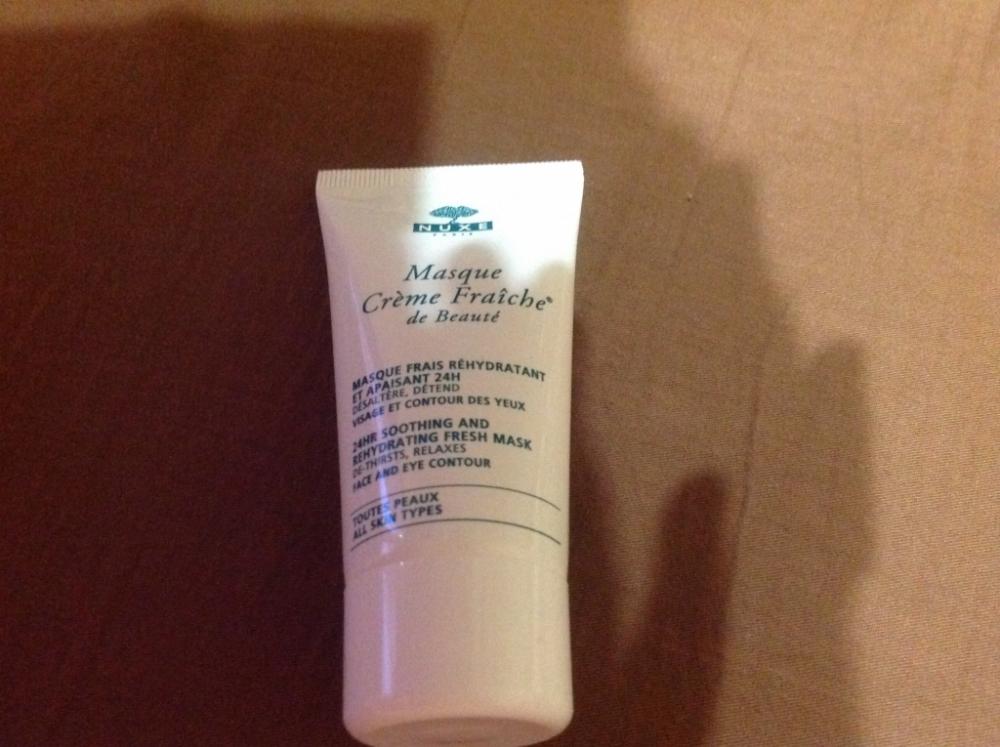 NUXE
PARIS
Masque
Crème Fraîche®
de Beauté
MASQUE FRAIS RÉHYDRATANT
ET APAISANT 24H
DÉSALTÈRE, DÉTEND
VISAGE ET CONTOUR DES YEUX
24HR SOOTHING AND
REHYDRATING FRESH MASK
DE-THIRSTS, RELAXES
FACE AND EYE CONTOUR
TOUTES PEAUX
ALL SKIN TYPES